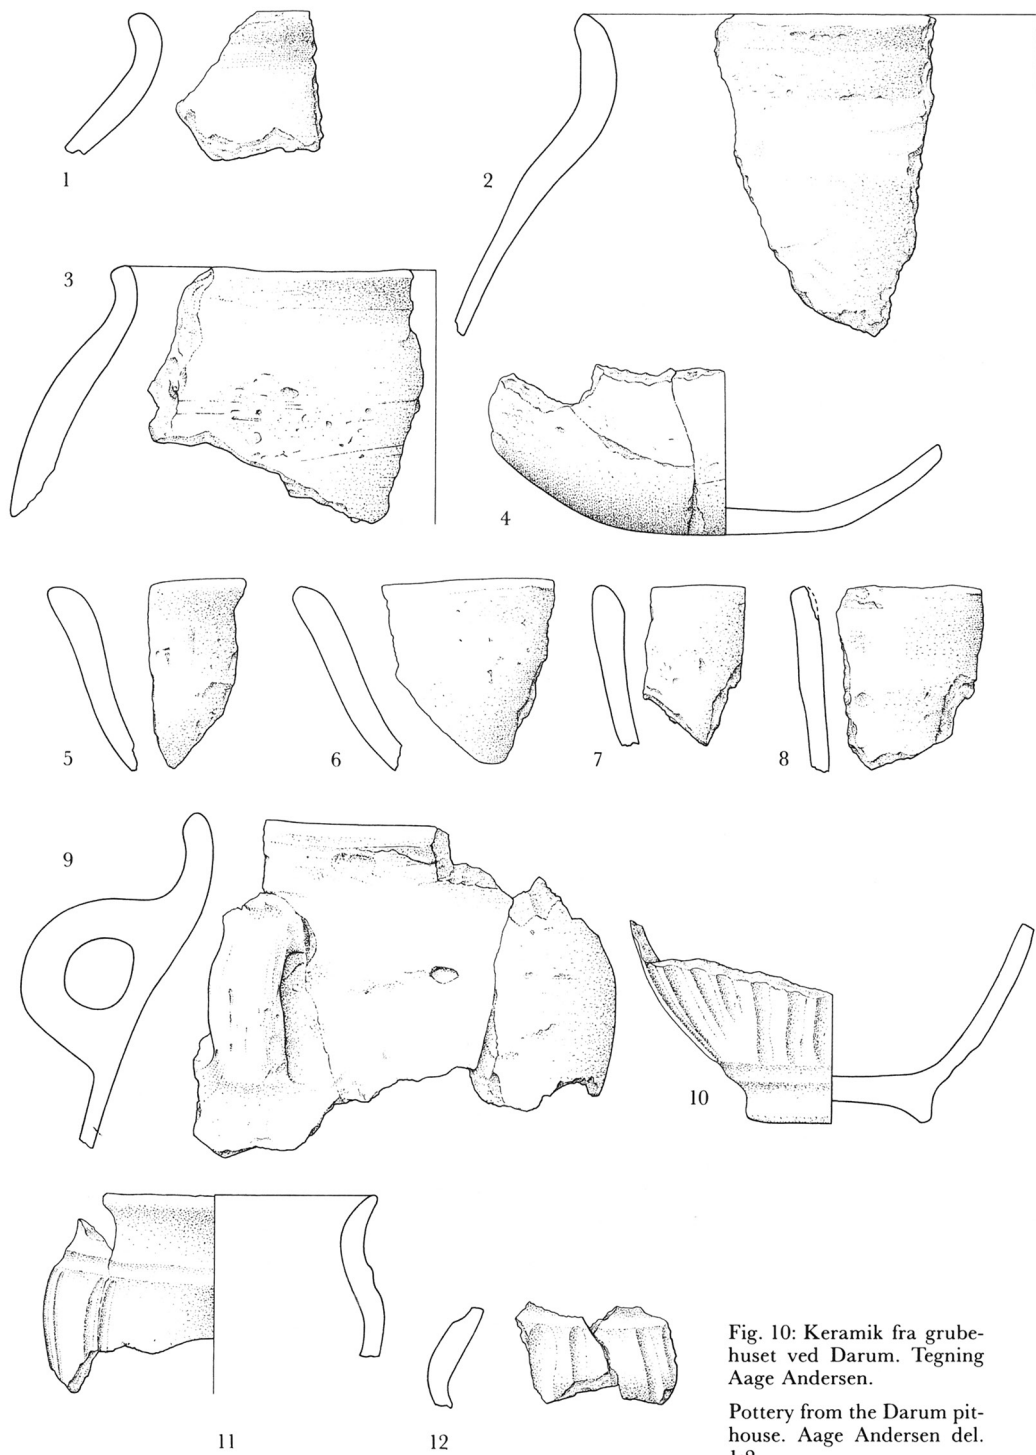 1
2
3
4
5
6
7
8
9
10
11
12
Fig. 10: Keramik fra grube-
huset ved Darum. Tegning
Aage Andersen.
Pottery from the Darum pit-
house. Aage Andersen del.